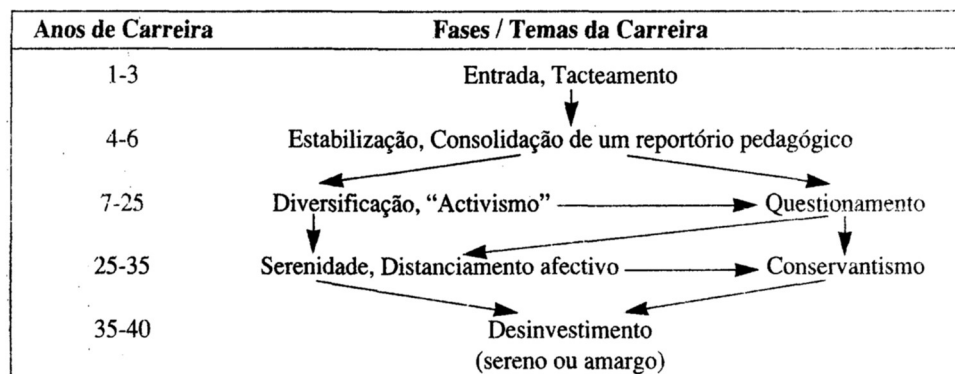 Anos de Carreira Fases / Temas da Carreira
1-3 Entrada, Tacteamento
4-6 Estabilização, Consolidação de um reportório pedagógico
7-25 Diversificação, “Activismo” Questionamento
25-35 Serenidade, Distanciamento afectivo Conservantismo
35-40 Desinvestimento
(sereno ou amargo)